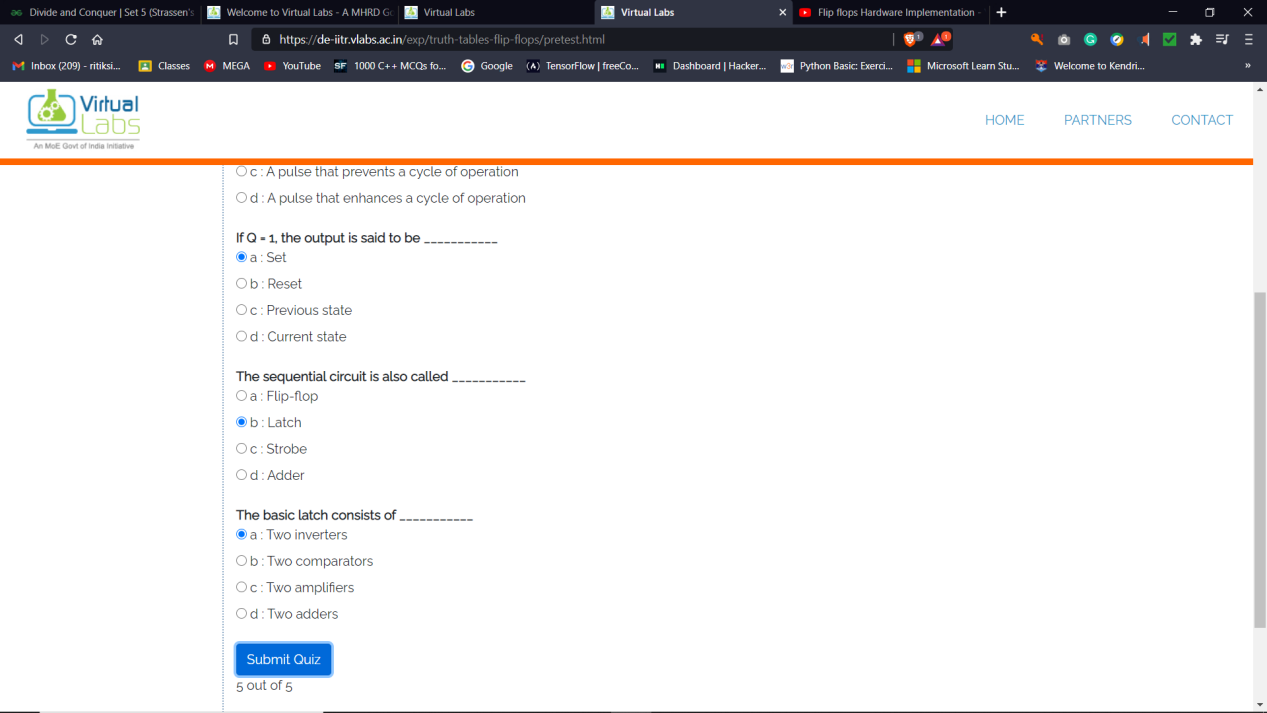 Divide and Conquer | Set 5 (Strassen's
Welcome to Virtual Labs - A MHRD Go
Virtual Labs
Virtual Labs
Flip flops Hardware Implementation -
https://de-iitr.vlabs.ac.in/exp/truth-tables-flip-flops/pretest.html
Inbox (209) - ritiksi...
Classes
MEGA
YouTube
SF 1000 C++ MCQs fo...
Google
TensorFlow | freeCo...
Dashboard | Hacker...
w3r Python Basic: Exerci...
Microsoft Learn Stu...
Welcome to Kendri...
Virtual
Labs
An MoE Govt of India Initiative
HOME
PARTNERS
CONTACT
c : A pulse that prevents a cycle of operation
d : A pulse that enhances a cycle of operation
If Q = 1, the output is said to be ___________
a : Set
b : Reset
c : Previous state
d : Current state
The sequential circuit is also called ___________
a : Flip-flop
b : Latch
c : Strobe
d : Adder
The basic latch consists of ___________
a : Two inverters
b : Two comparators
c : Two amplifiers
d : Two adders
Submit Quiz
5 out of 5